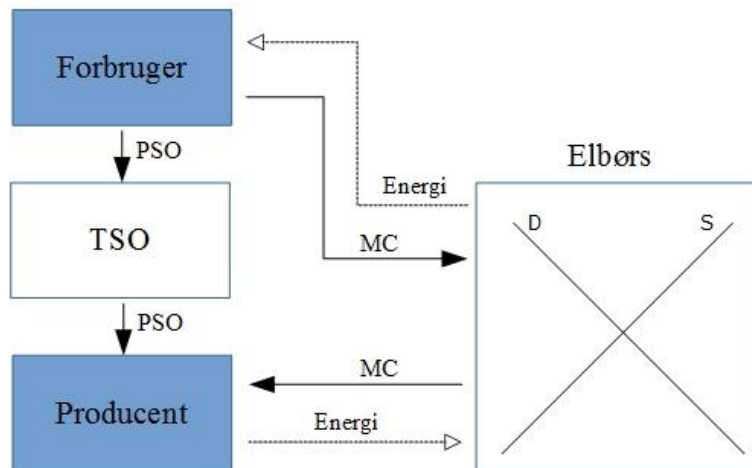 Forbruger
PSO
Elbørs
Energi
TSO
D
S
MC
PSO
MC
Producent
Energi